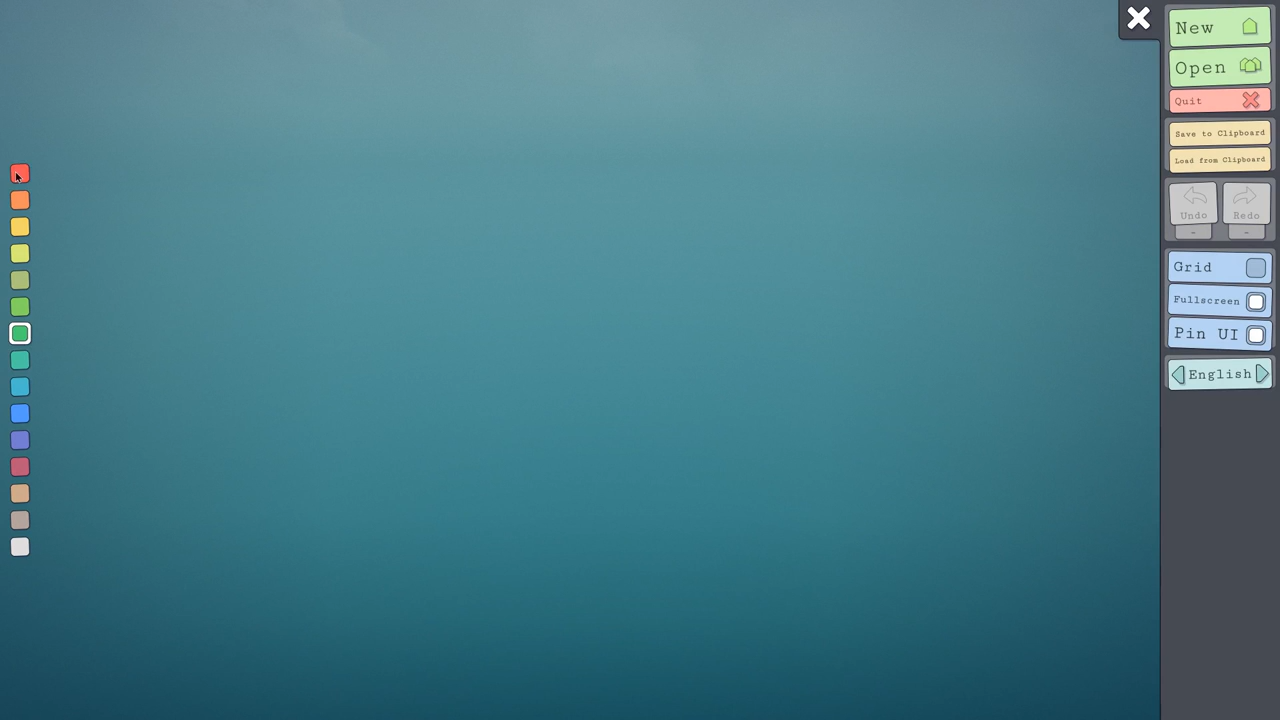 New
Open
Quit
Save to Clipboard
Load from Clipboard
Undo
Redo
-
-
Grid
Fullscreen
Pin UI
English